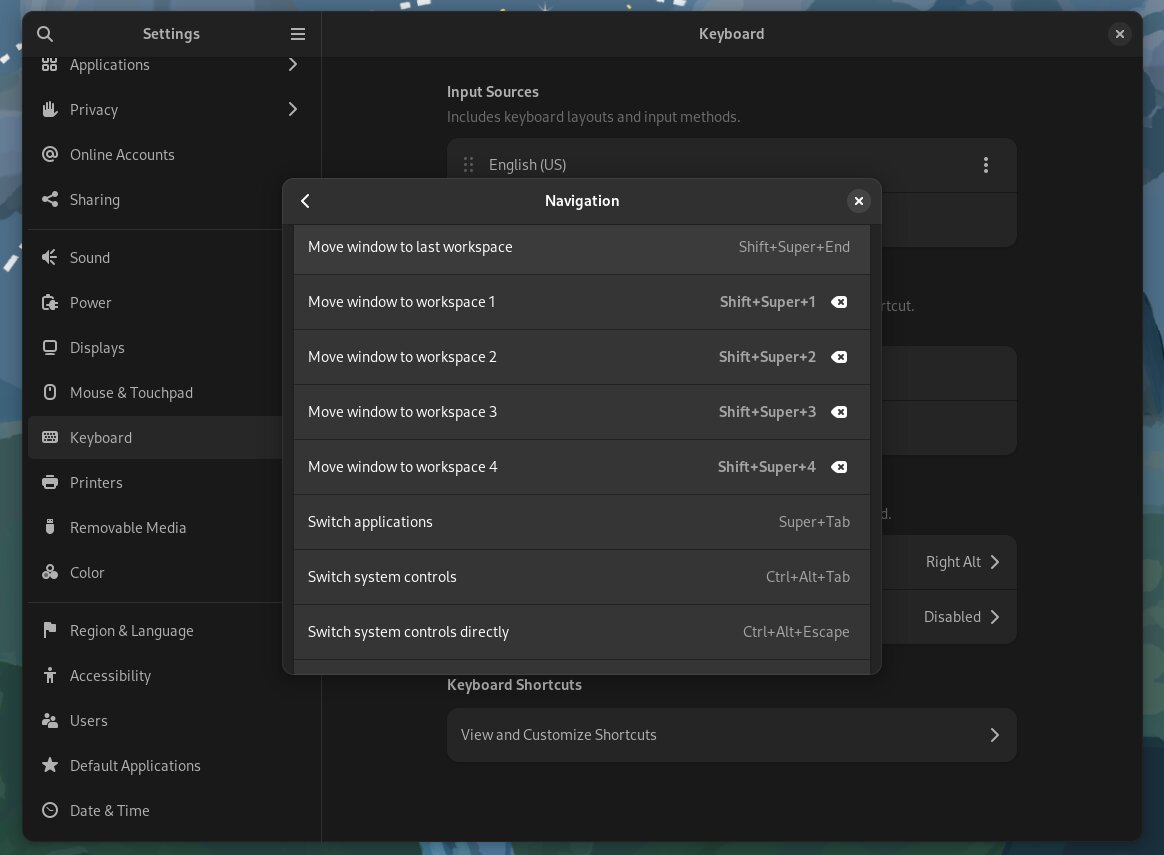 Settings
Applications
Privacy
Online Accounts
Sharing
Sound
Power
Displays
Mouse & Touchpad
Keyboard
Printers
Removable Media
Color
Region & Language
Accessibility
Users
Default Applications
Date & Time
Keyboard
Input Sources
Includes keyboard layouts and input methods.
English (US)
Navigation
Move window to last workspace Shift+Super+End
Move window to workspace 1 Shift+Super+1
Move window to workspace 2 Shift+Super+2
Move window to workspace 3 Shift+Super+3
Move window to workspace 4 Shift+Super+4
Switch applications Super+Tab
Switch system controls Ctrl+Alt+Tab
Switch system controls directly Ctrl+Alt+Escape
Right Alt
Disabled
Keyboard Shortcuts
View and Customize Shortcuts